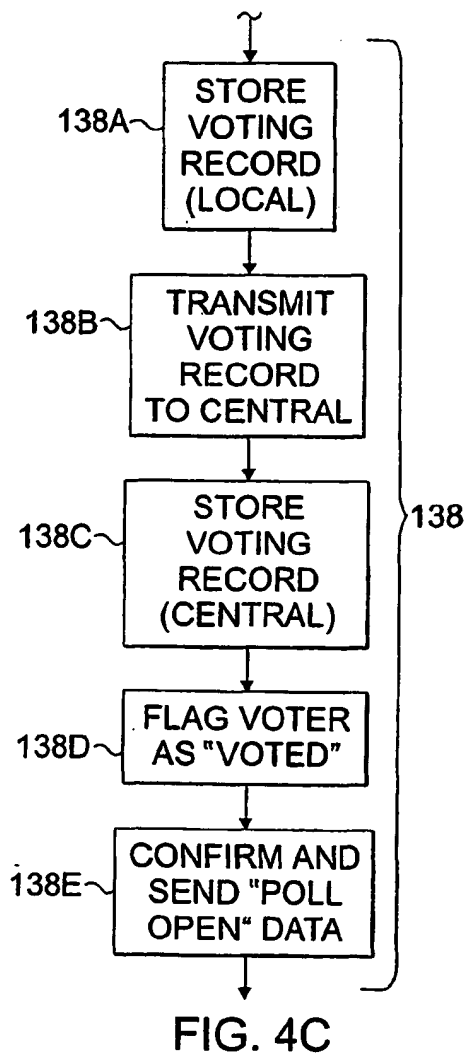 138A
STORE
VOTING
RECORD
(LOCAL)
138B
TRANSMIT
VOTING
RECORD
TO CENTRAL
138C
STORE
VOTING
RECORD
(CENTRAL)
138
138D
FLAG VOTER
AS "VOTED"
138E
CONFIRM AND
SEND "POLL
OPEN" DATA
FIG. 4C